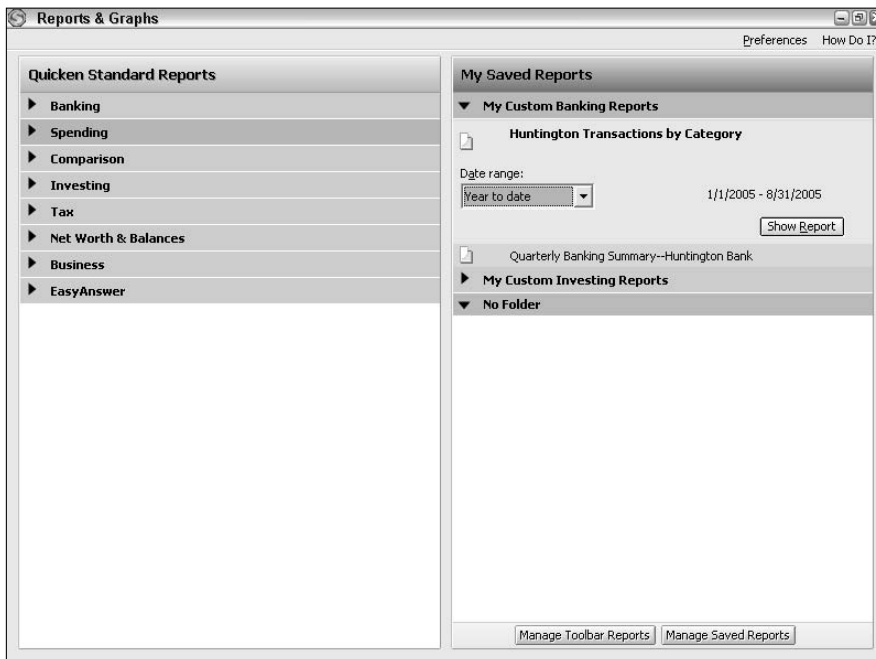 Reports & Graphs
Preferences How Do I?
Quicken Standard Reports
Banking
Spending
Comparison
Investing
Tax
Net Worth & Balances
Business
EasyAnswer
My Saved Reports
My Custom Banking Reports
Huntington Transactions by Category
Date range:
Year to date 1/1/2005 - 8/31/2005
Show Report
Quarterly Banking Summary--Huntington Bank
My Custom Investing Reports
No Folder
Manage Toolbar Reports Manage Saved Reports